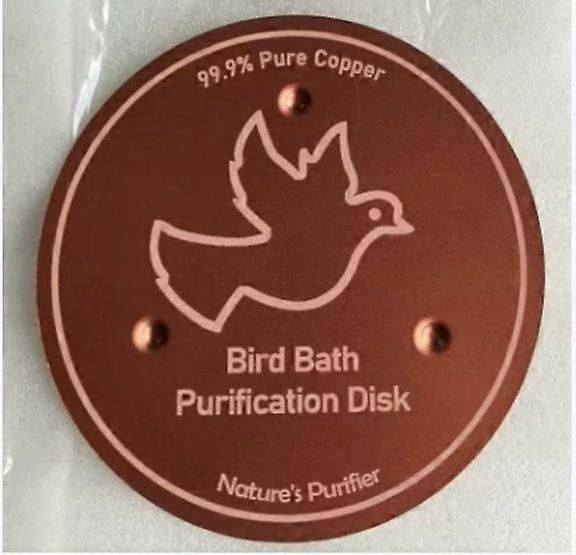 99.9% Pure Copper
Bird Bath
Purification Disk
Nature's Purifier